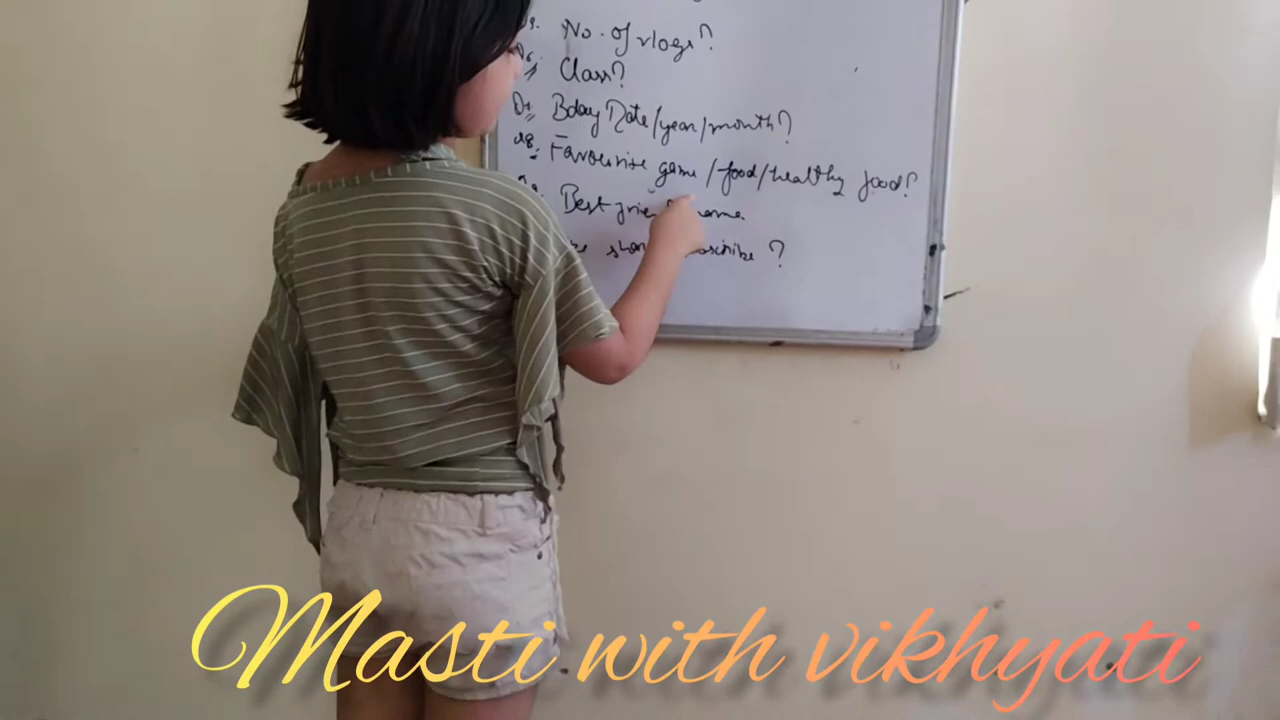 No. of vlogs?
Class?
Bday Date/year/month?
Favourite game/food/healthy food?
Best
?
Masti with vikhyati